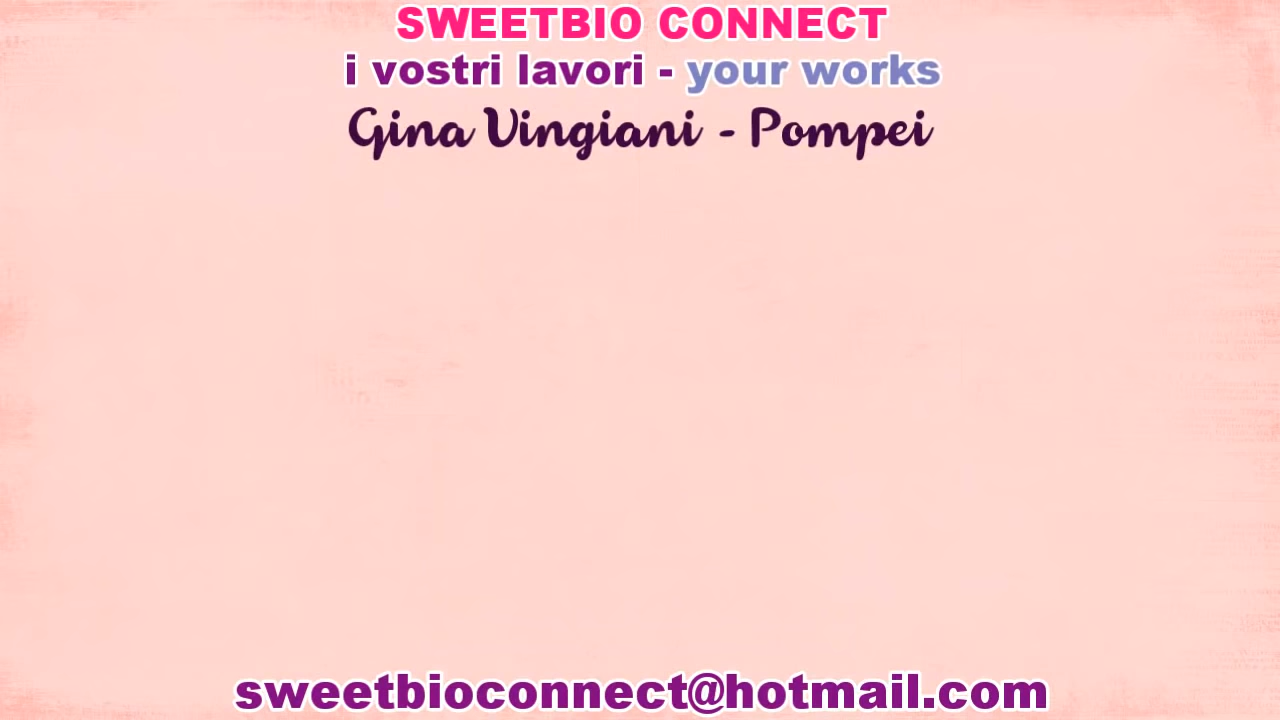 SWEETBIO CONNECT
i vostri lavori - your works
Gina Vingiani - Pompei
sweetbioconnect@hotmail.com